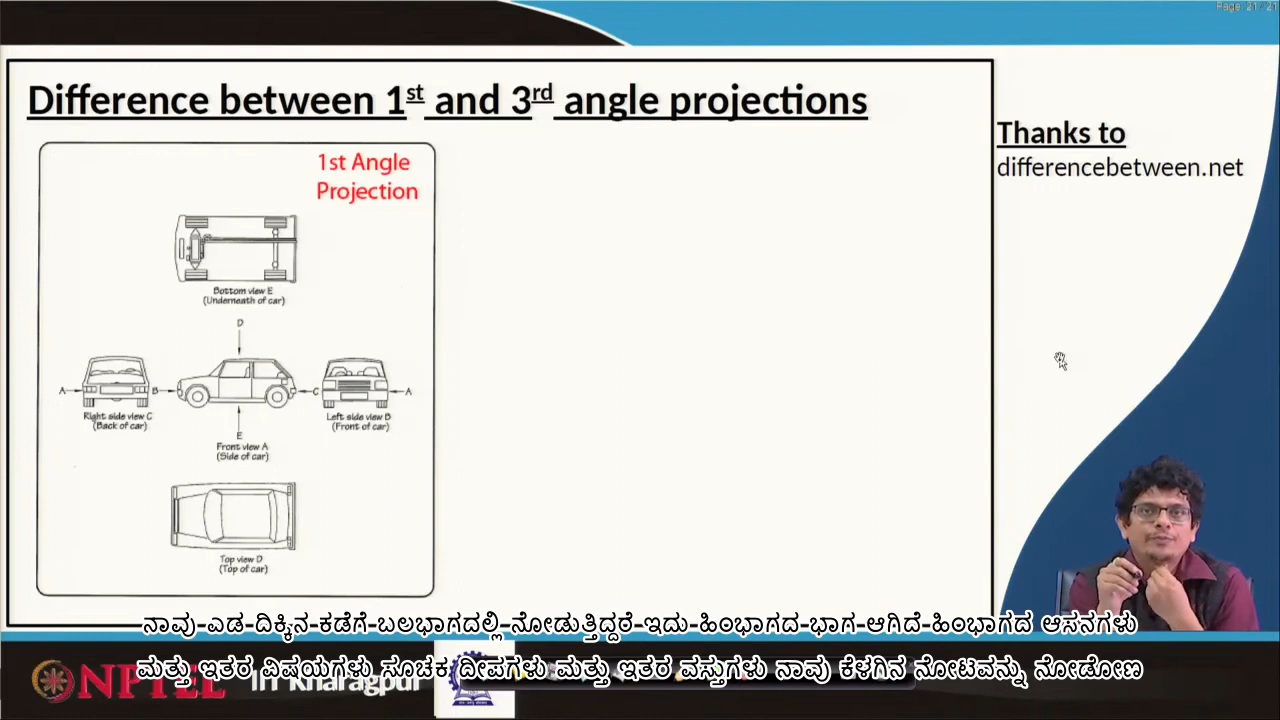 Page 21/21
Difference between 1st and 3rd angle projections
Thanks to
differencebetween.net
1st Angle
Projection
Bottom view E
(Underneath of car)
D
A
B
C
A
Right side view C
(Back of car)
Left side view B
(Front of car)
E
Front view A
(Side of car)
Top view D
(Top of car)
ನಾವು ಎಡ ದಿಕ್ಕಿನ ಕಡೆಗೆ ಬಲಭಾಗದಲ್ಲಿ ನೋಡುತ್ತಿದ್ದರೆ ಇದು ಹಿಂಭಾಗದ ಭಾಗ ಆಗಿದೆ ಹಿಂಭಾಗದ ಆಸನಗಳು
ಮತ್ತು ಇತರ ವಿಷಯಗಳು ಸೂಚಕ ದೀಪಗಳು ಮತ್ತು ಇತರ ವಸ್ತುಗಳು ನಾವು ಕೆಳಗಿನ ನೋಟವನ್ನು ನೋಡೋಣ
NPTEL
IIT Kharagpur